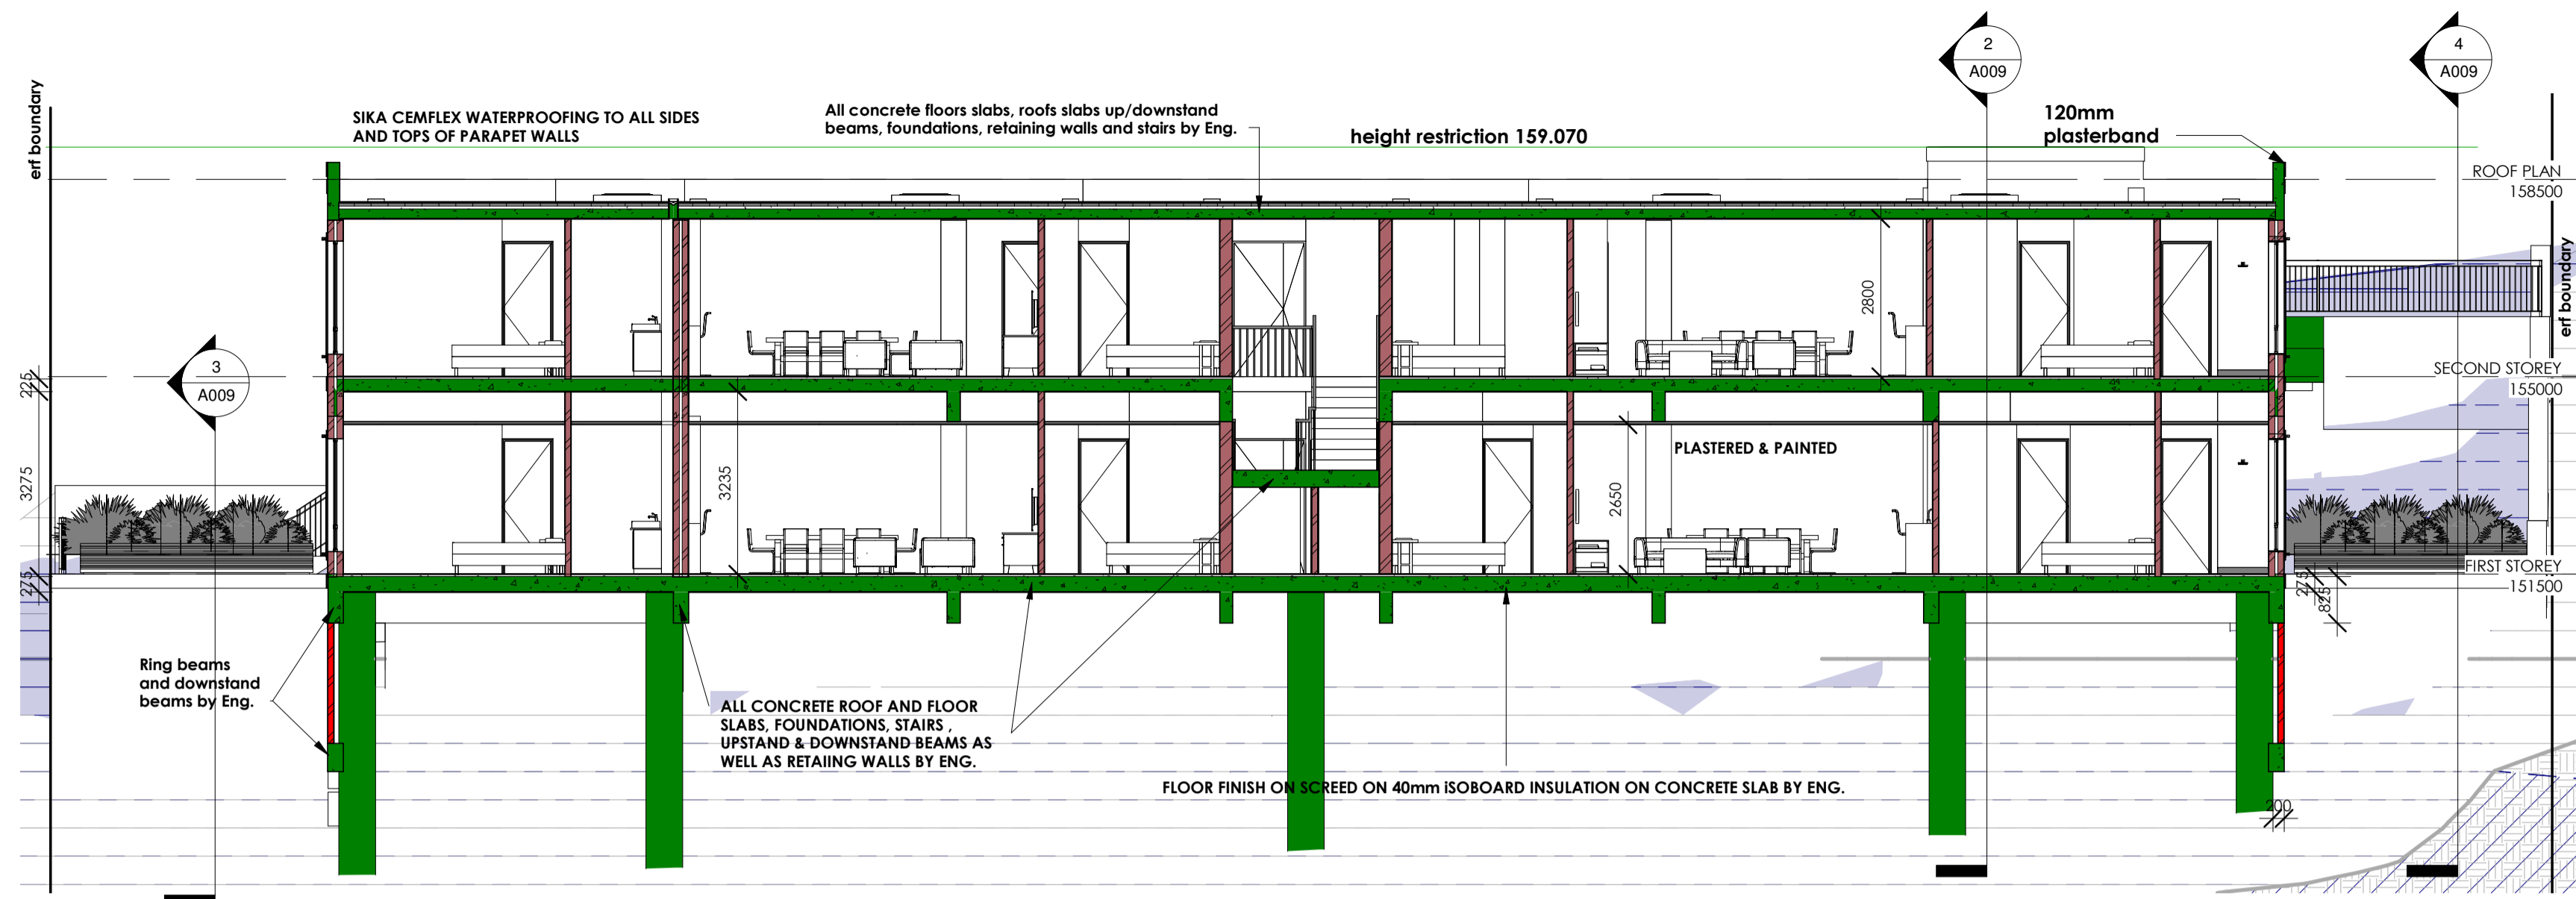 2
A009
4
A009
erf boundary
SIKA CEMFLEX WATERPROOFING TO ALL SIDES
AND TOPS OF PARAPET WALLS
All concrete floors slabs, roofs slabs up/downstand
beams, foundations, retaining walls and stairs by Eng.
height restriction 159.070
120mm
plasterband
ROOF PLAN
158500
erf boundary
2800
3
A009
225
SECOND STOREY
155000
PLASTERED & PAINTED
3275
3235
2650
FIRST STOREY
151500
275
275
825
Ring beams
and downstand
beams by Eng.
ALL CONCRETE ROOF AND FLOOR
SLABS, FOUNDATIONS, STAIRS ,
UPSTAND & DOWNSTAND BEAMS AS
WELL AS RETAIING WALLS BY ENG.
FLOOR FINISH ON SCREED ON 40mm iSOBOARD INSULATION ON CONCRETE SLAB BY ENG.
200